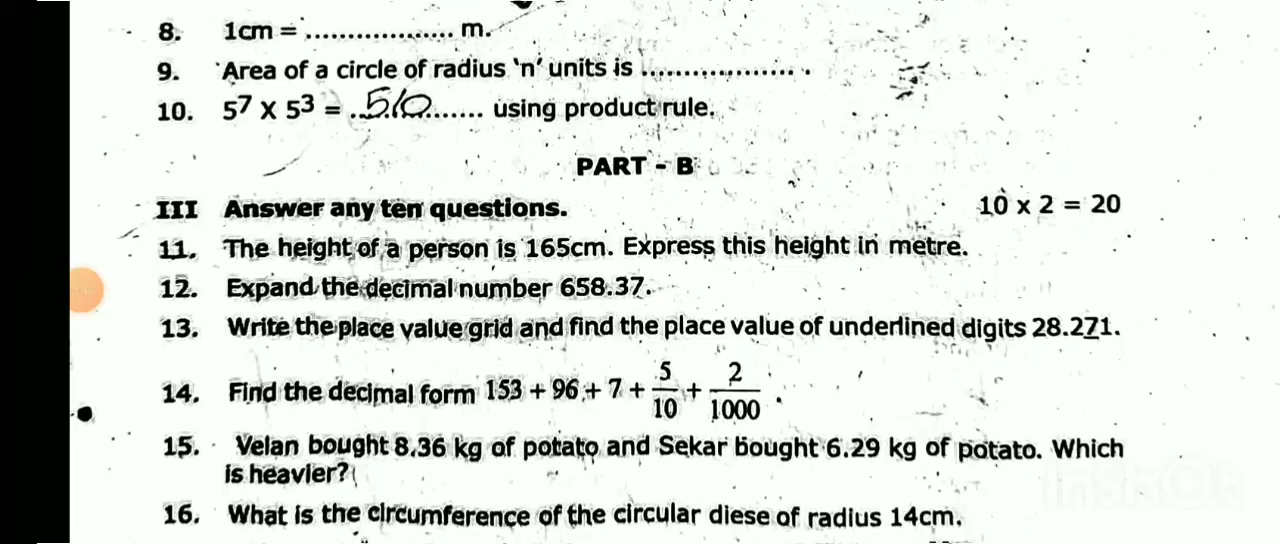 8. 1cm = .................. m.
9. Area of a circle of radius 'n' units is .................. .
10. 5⁷ X 5³ = ..510....... using product rule.
PART - B
III Answer any ten questions. 10 x 2 = 20
11. The height of a person is 165cm. Express this height in metre.
12. Expand the decimal number 658.37.
13. Write the place value grid and find the place value of underlined digits 28.271.
14. Find the decimal form 153 + 96 + 7 + 5/10 + 2/1000 .
15. Velan bought 8.36 kg of potato and Sekar bought 6.29 kg of potato. Which
is heavier?
16. What is the circumference of the circular diese of radius 14cm.